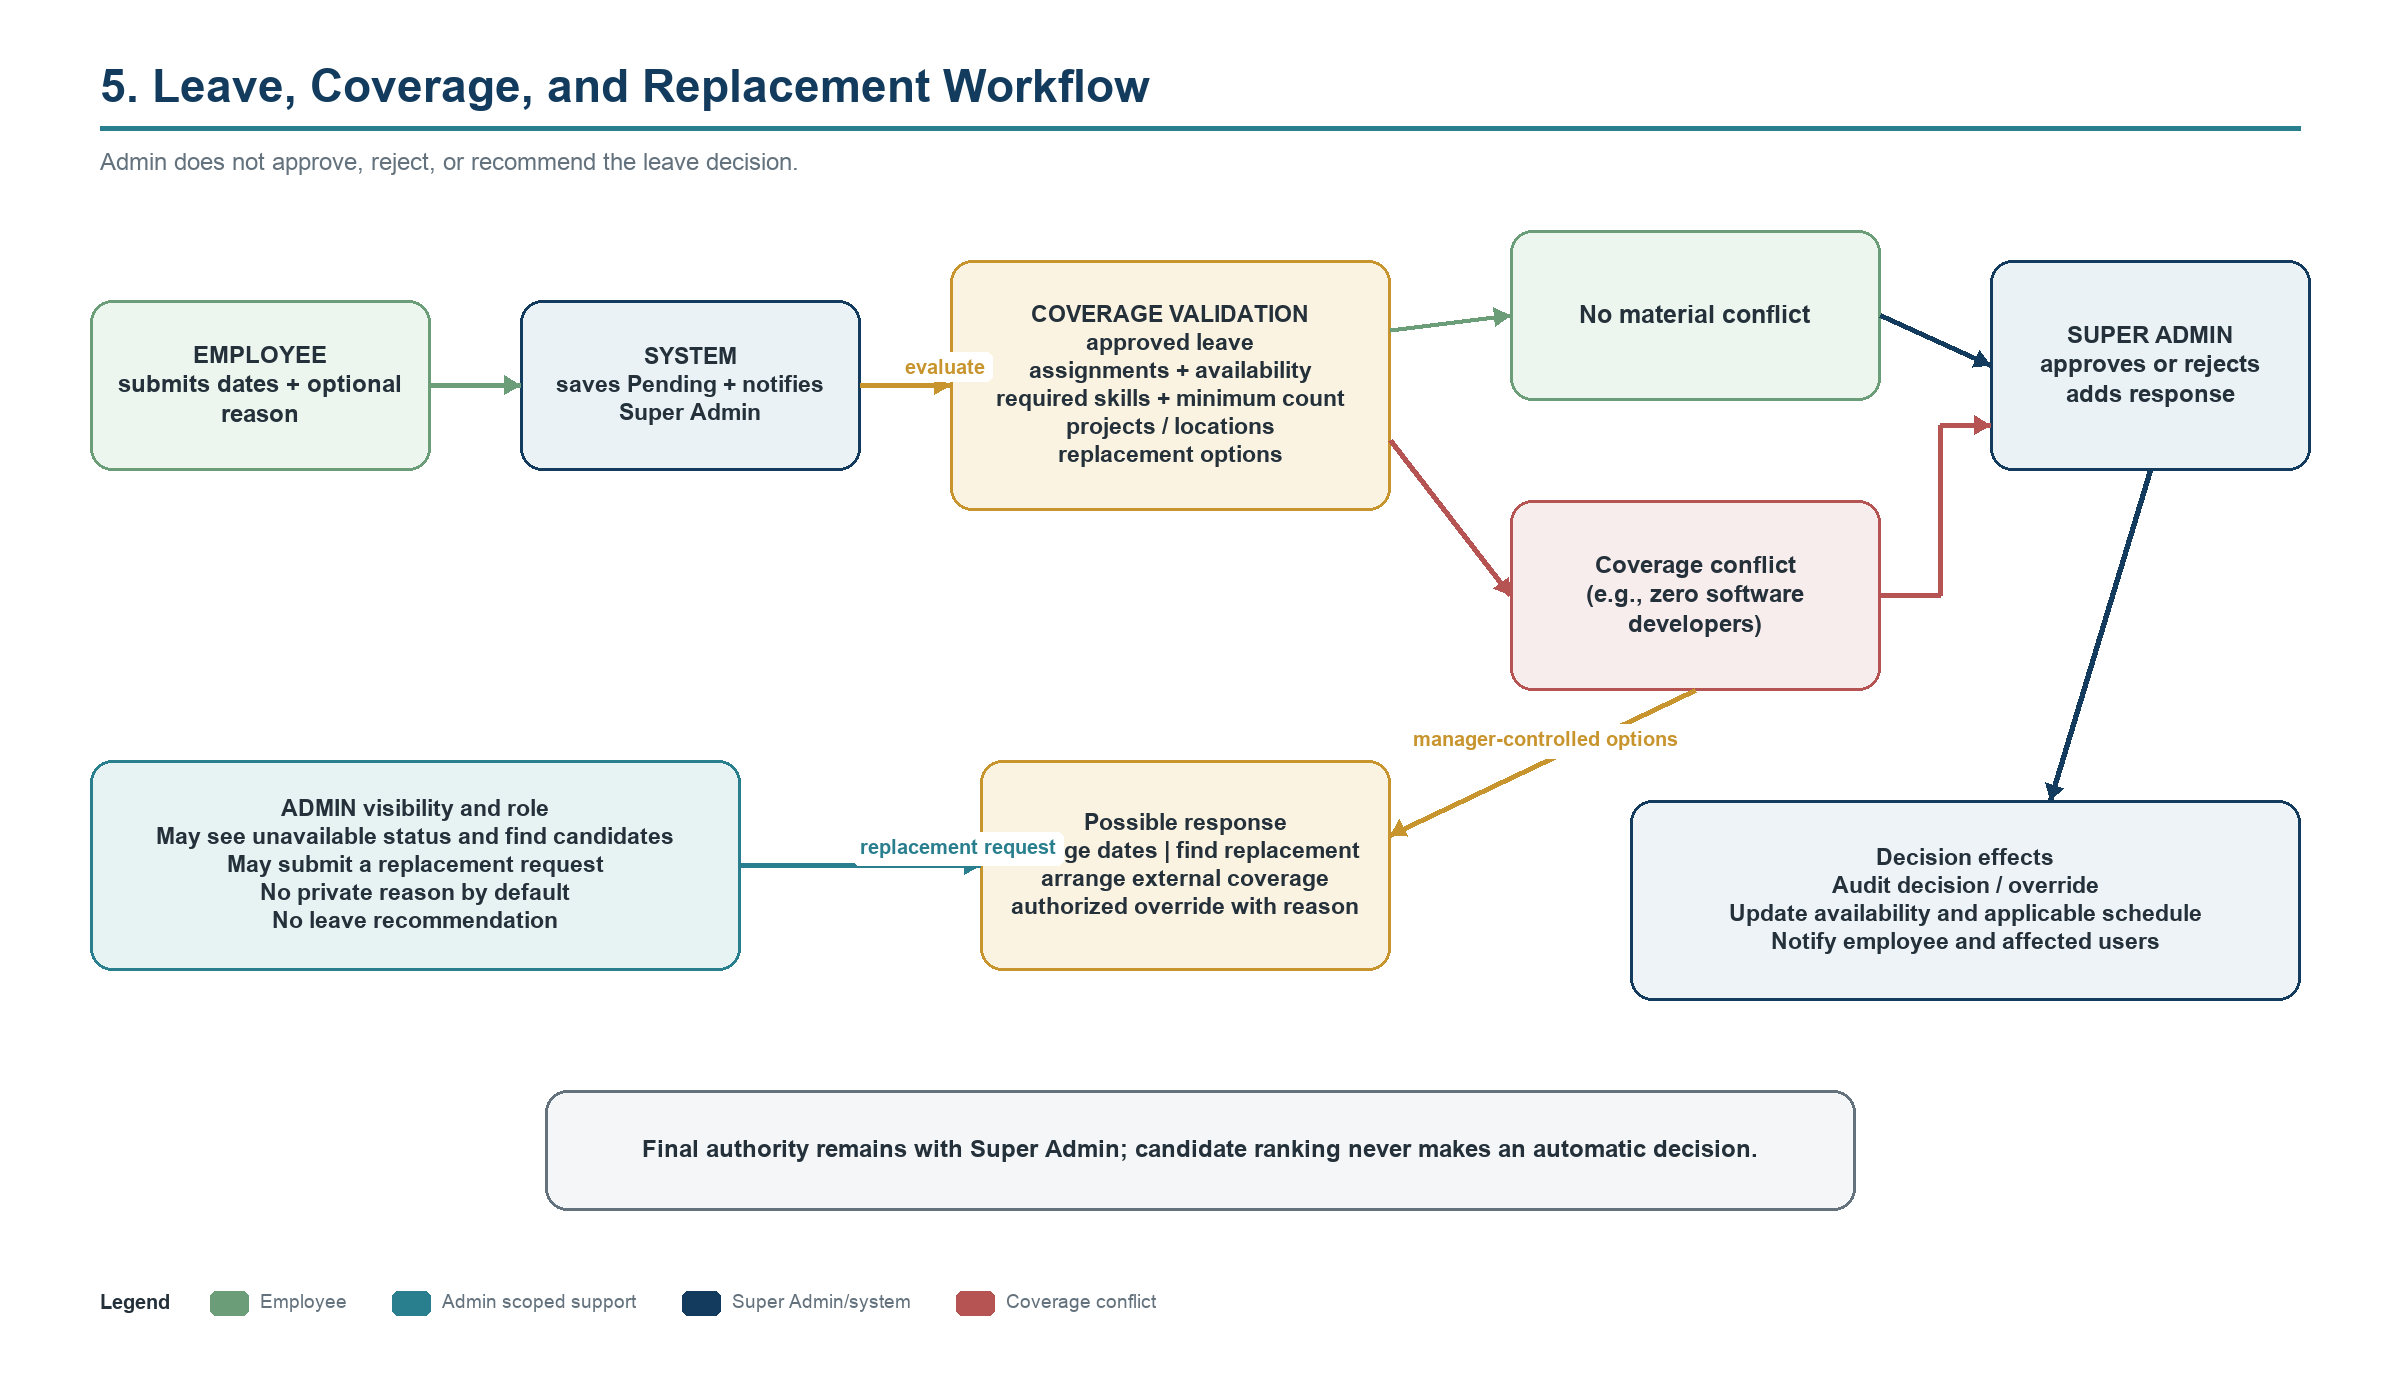 5. Leave, Coverage, and Replacement Workflow
Admin does not approve, reject, or recommend the leave decision.
EMPLOYEE
submits dates + optional
reason
SYSTEM
saves Pending + notifies
Super Admin
evaluate
COVERAGE VALIDATION
approved leave
assignments + availability
required skills + minimum count
projects / locations
replacement options
No material conflict
SUPER ADMIN
approves or rejects
adds response
Coverage conflict
(e.g., zero software
developers)
manager-controlled options
ADMIN visibility and role
May see unavailable status and find candidates
May submit a replacement request
No private reason by default
No leave recommendation
replacement request
Possible response
ge dates | find replacement
arrange external coverage
authorized override with reason
Decision effects
Audit decision / override
Update availability and applicable schedule
Notify employee and affected users
Final authority remains with Super Admin; candidate ranking never makes an automatic decision.
Legend
Employee
Admin scoped support
Super Admin/system
Coverage conflict